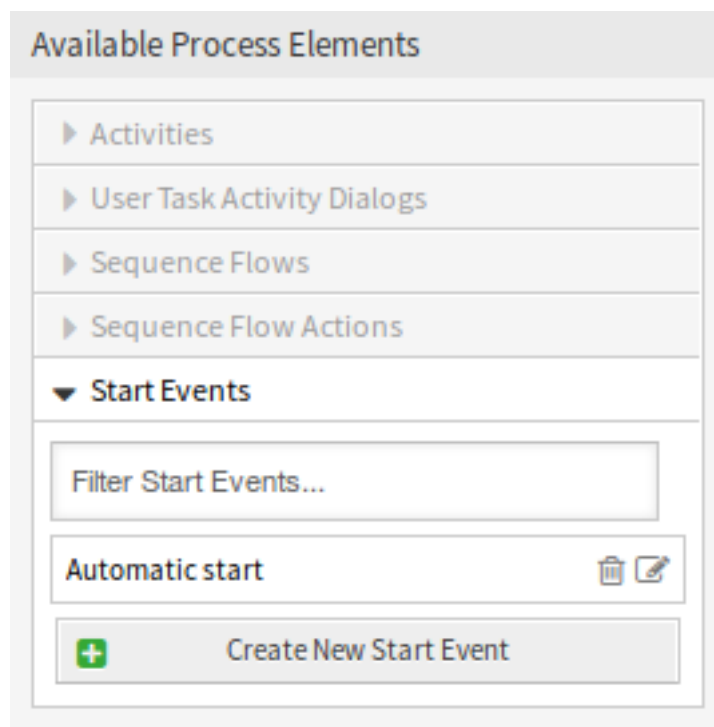 Available Process Elements
Activities
User Task Activity Dialogs
Sequence Flows
Sequence Flow Actions
Start Events
Filter Start Events...
Automatic start
Create New Start Event